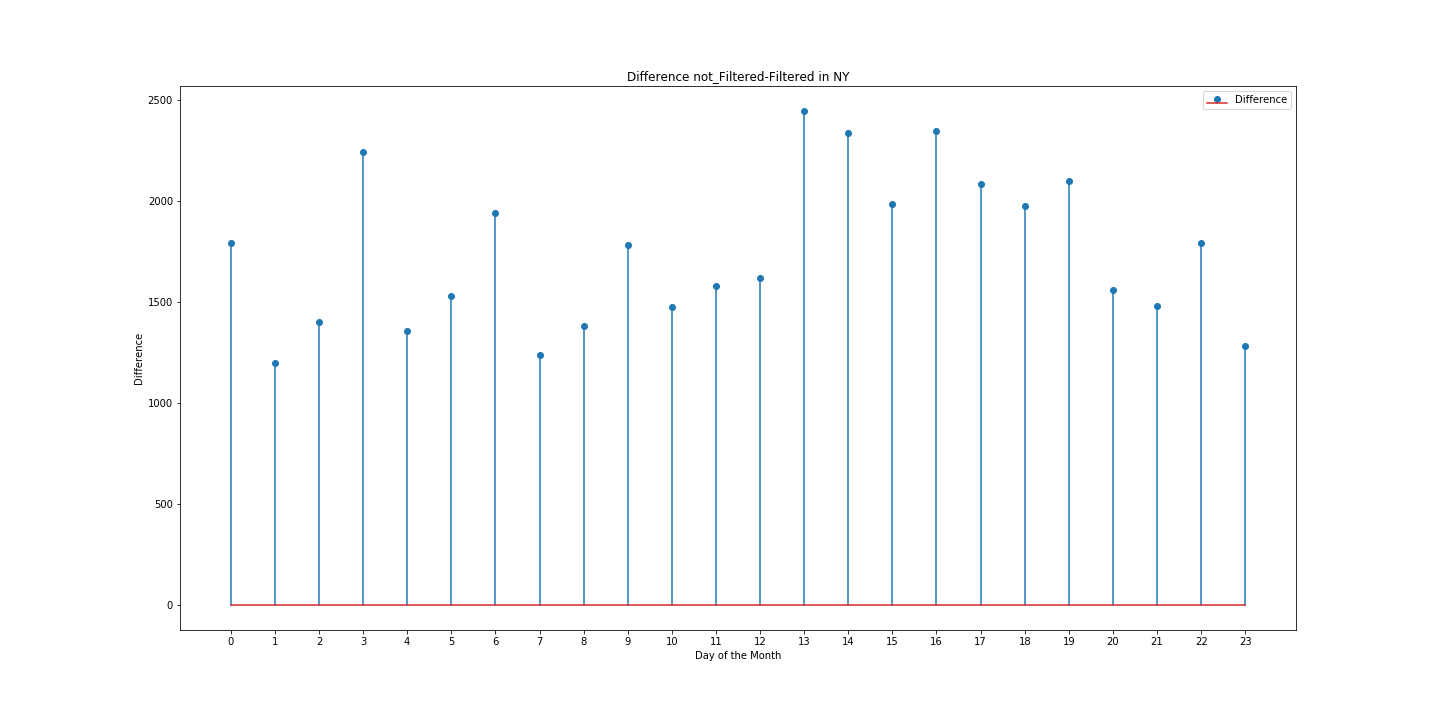 Difference not_Filtered-Filtered in NY
Difference
2500
2000
1500
1000
500
0
Difference
0 1 2 3 4 5 6 7 8 9 10 11 12 13 14 15 16 17 18 19 20 21 22 23
Day of the Month